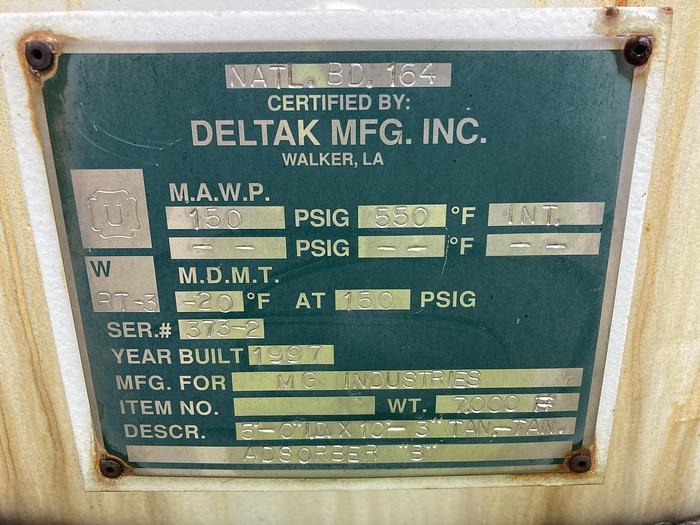 NATL. BD. 164
CERTIFIED BY:
DELTAK MFG. INC.
WALKER, LA
U
M.A.W.P.
150 PSIG 550 °F INT.
-- PSIG -- °F --
W
M.D.M.T.
RT-3 -20 °F AT 150 PSIG
SER.# 373-2
YEAR BUILT 1997
MFG. FOR MG INDUSTRIES
ITEM NO. WT. 7000 #
DESCR. 5'-0" I.D. X 10'-3" TAN.-TAN.
ADSORBER "B"